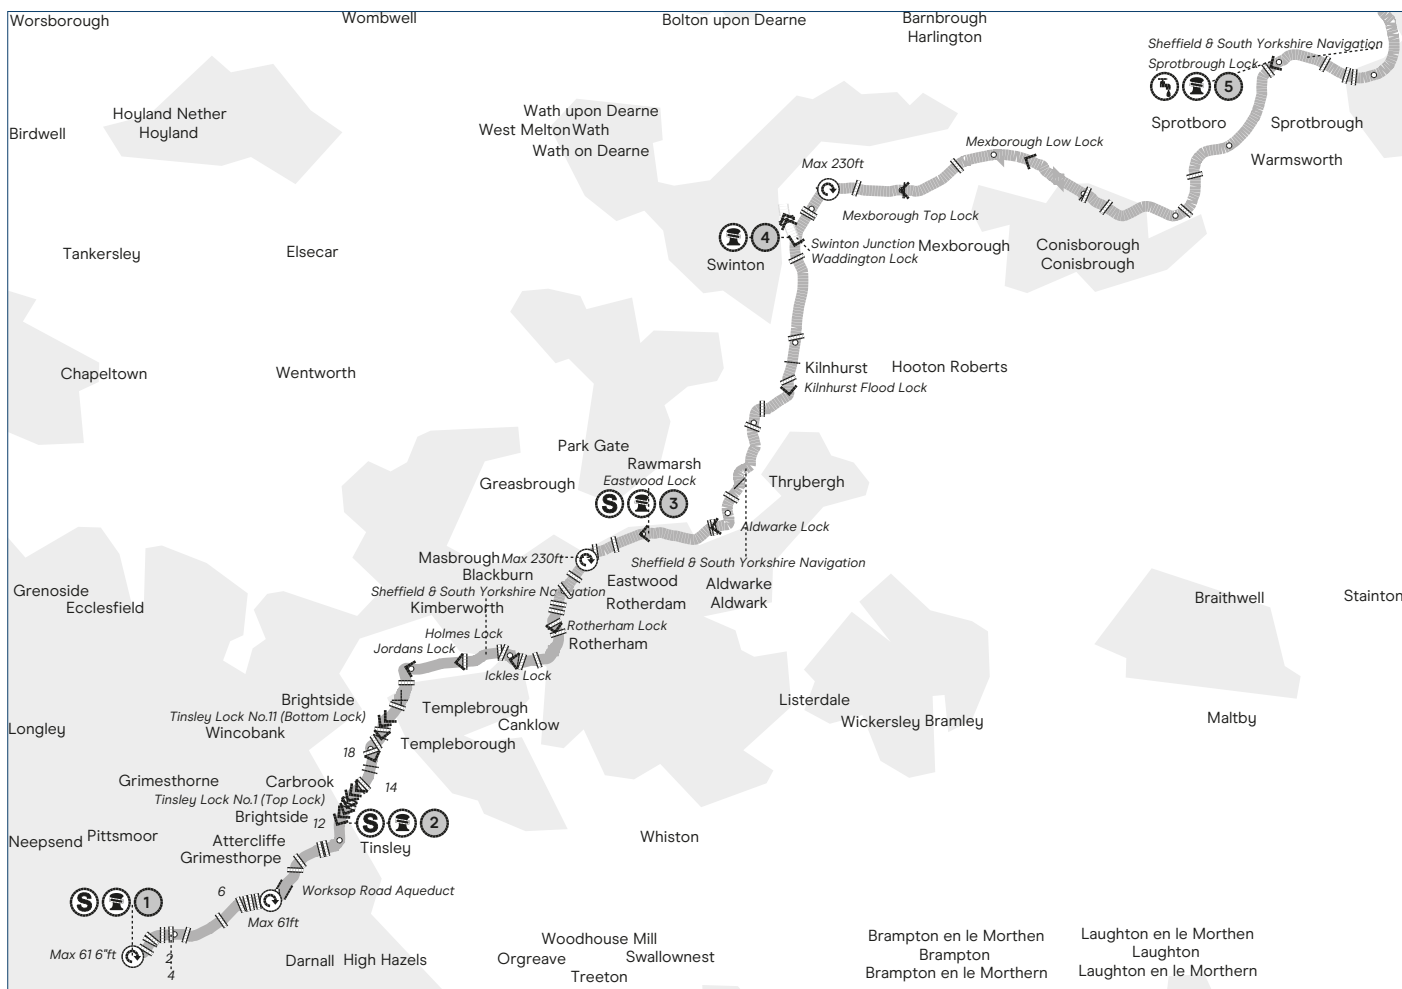 Worsborough
Wombwell
Bolton upon Dearne
Barnbrough
Harlington
Sheffield & South Yorkshire Navigation
Sprotbrough Lock
5
Hoyland Nether
Hoyland
Birdwell
Wath upon Dearne
West Melton Wath
Wath on Dearne
Sprotboro
Sprotbrough
Warmsworth
Mexborough Low Lock
Max 230ft
Mexborough Top Lock
4
Swinton
Swinton Junction
Waddington Lock
Mexborough
Conisborough
Conisbrough
Tankersley
Elsecar
Chapeltown
Wentworth
Kilnhurst
Hooton Roberts
Kilnhurst Flood Lock
Park Gate
Rawmarsh
Greasbrough
Eastwood Lock
S
3
Thrybergh
Aldwarke Lock
Masbrough
Max 230ft
Blackburn
Sheffield & South Yorkshire Navigation
Sheffield & South Yorkshire Navigation
Eastwood
Aldwarke
Rotherdam
Aldwark
Kimberworth
Grenoside
Ecclesfield
Braithwell
Stainton
Holmes Lock
Jordans Lock
Rotherham Lock
Rotherham
Ickles Lock
Brightside
Tinsley Lock No.11 (Bottom Lock)
Wincobank
Templebrough
Canklow
Templeborough
Listerdale
Wickersley
Bramley
Maltby
Longley
18
Grimesthorne
Carbrook
14
Tinsley Lock No.1 (Top Lock)
Brightside
12
S
2
Tinsley
Neepsend
Pittsmoor
Attercliffe
Grimesthorpe
Whiston
6
Worksop Road Aqueduct
S
1
Max 61ft
Max 61 6"ft
2
4
Darnall
High Hazels
Woodhouse Mill
Orgreave
Swallownest
Treeton
Brampton en le Morthen
Brampton
Brampton en le Morthern
Laughton en le Morthen
Laughton
Laughton en le Morthern